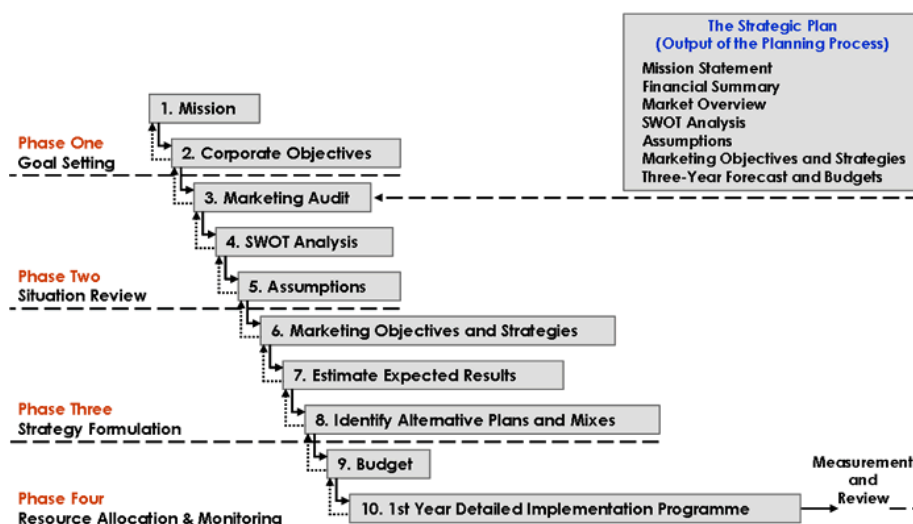 The Strategic Plan
(Output of the Planning Process)
Mission Statement
Financial Summary
Market Overview
SWOT Analysis
Assumptions
Marketing Objectives and Strategies
Three-Year Forecast and Budgets
1. Mission
Phase One
Goal Setting
2. Corporate Objectives
3. Marketing Audit
4. SWOT Analysis
Phase Two
Situation Review
5. Assumptions
6. Marketing Objectives and Strategies
7. Estimate Expected Results
Phase Three
Strategy Formulation
8. Identify Alternative Plans and Mixes
9. Budget
Measurement
and
Review
Phase Four
Resource Allocation & Monitoring
10. 1st Year Detailed Implementation Programme